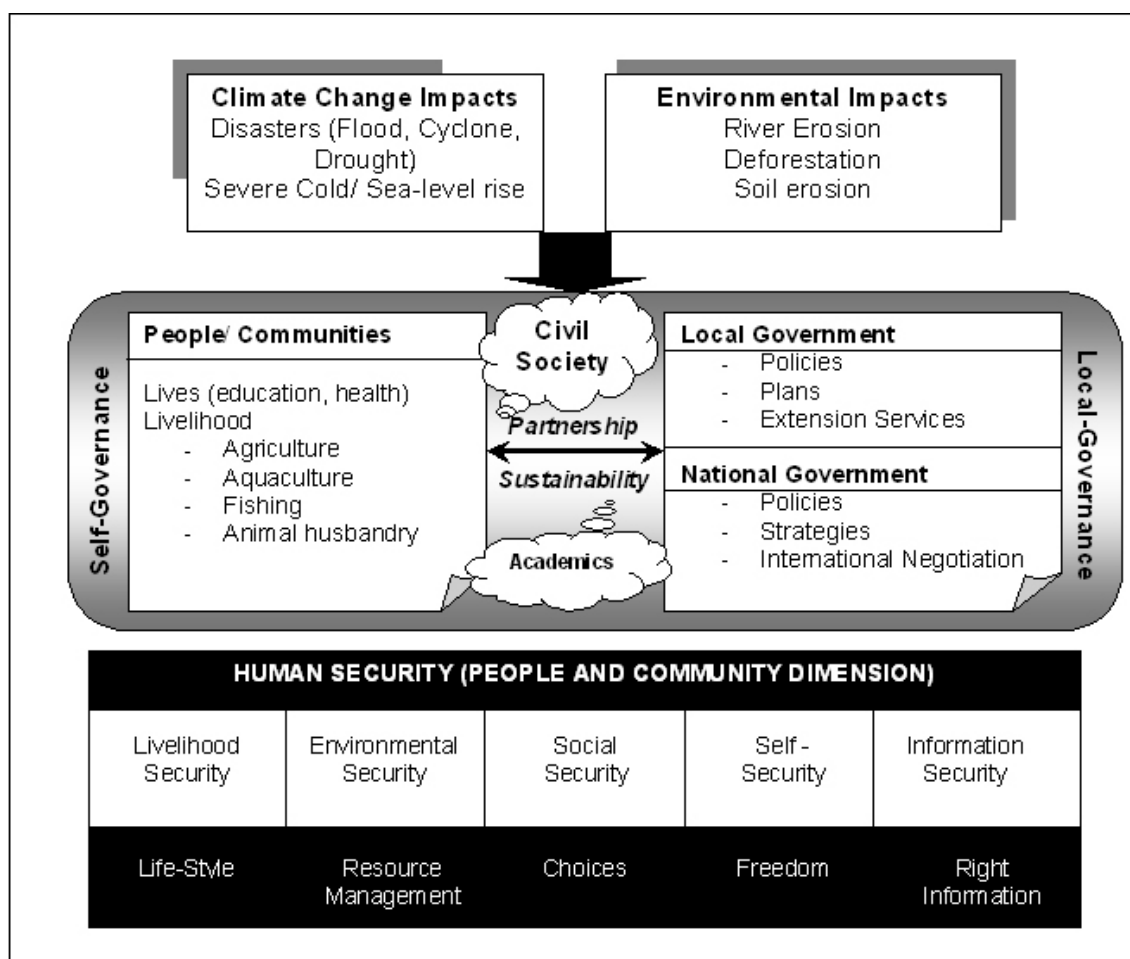 Climate Change Impacts
Disasters (Flood, Cyclone,
Drought)
Severe Cold/ Sea-level rise
Environmental Impacts
River Erosion
Deforestation
Soil erosion
Self-Governance
People/ Communities
Lives (education, health)
Livelihood
- Agriculture
- Aquaculture
- Fishing
- Animal husbandry
Civil
Society
Partnership
Sustainability
Academics
Local Government
- Policies
- Plans
- Extension Services
National Government
- Policies
- Strategies
- International Negotiation
Local-Governance
HUMAN SECURITY (PEOPLE AND COMMUNITY DIMENSION)
Livelihood
Security
Environmental
Security
Social
Security
Self -
Security
Information
Security
Life-Style
Resource
Management
Choices
Freedom
Right
Information